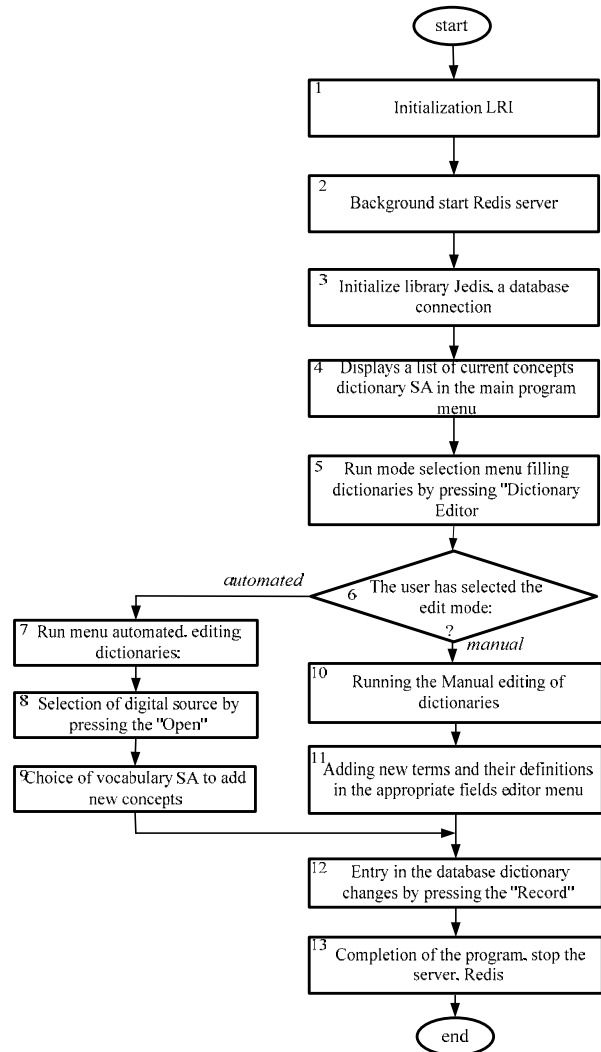 start
1
Initialization LRI
2
Background start Redis server
3
Initialize library Jedis, a database
connection
4
Displays a list of current concepts
dictionary SA in the main program
menu
5
Run mode selection menu filling
dictionaries by pressing "Dictionary
Editor
automated
6
The user has selected the
edit mode:
?
manual
7
Run menu automated, editing
dictionaries:
8
Selection of digital source by
pressing the "Open"
9
Choice of vocabulary SA to add
new concepts
10
Running the Manual editing of
dictionaries
11
Adding new terms and their definitions
in the appropriate fields editor menu
12
Entry in the database dictionary
changes by pressing the "Record"
13
Completion of the program, stop the
server, Redis
end